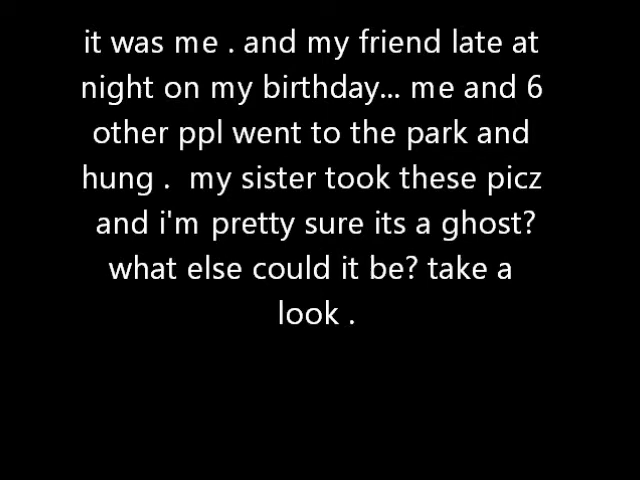 it was me . and my friend late at
night on my birthday... me and 6
other ppl went to the park and
hung .  my sister took these picz
and i'm pretty sure its a ghost?
what else could it be? take a
look .